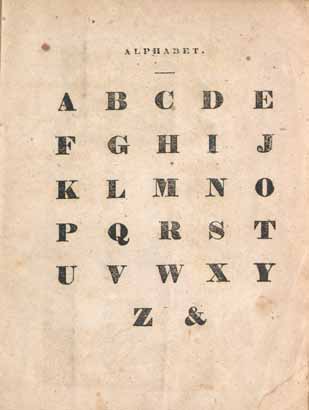 ALPHABET.
A B C D E
F G H I J
K L M N O
P Q R S T
U V W X Y
Z &